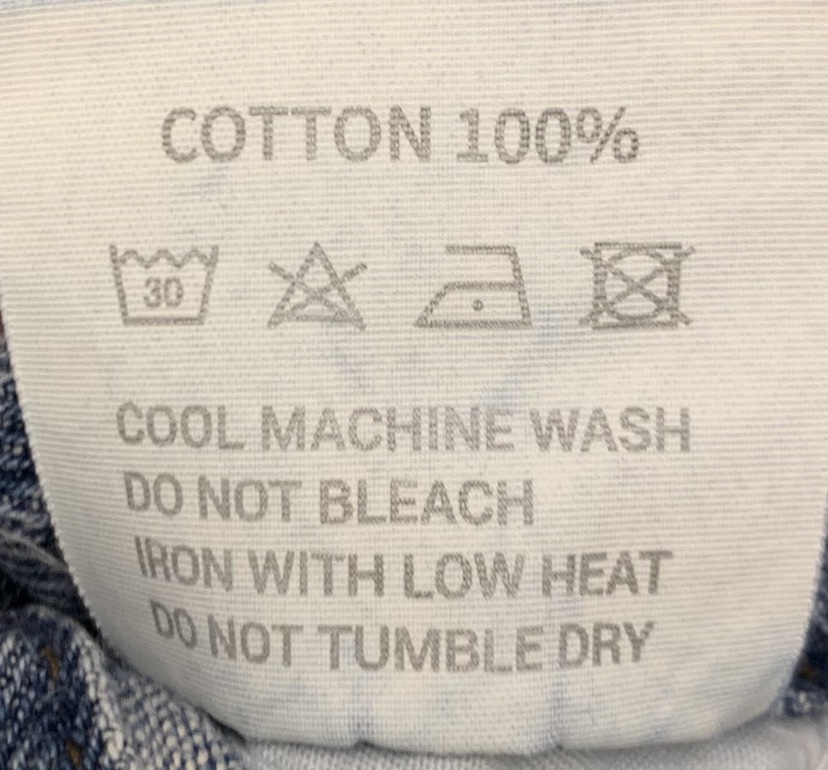 COTTON 100%
30
COOL MACHINE WASH
DO NOT BLEACH
IRON WITH LOW HEAT
DO NOT TUMBLE DRY